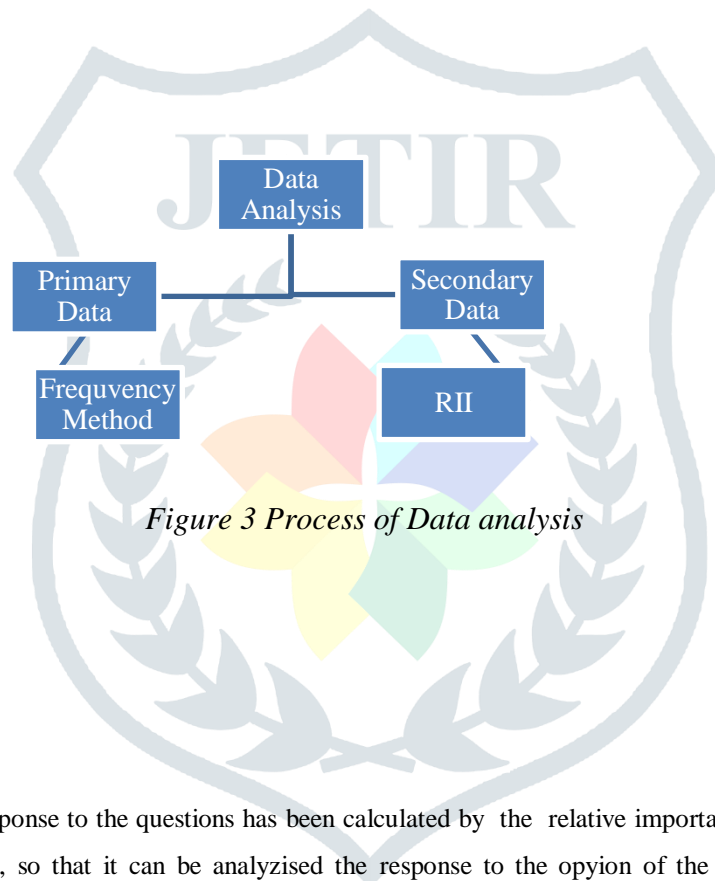 JETIR
Data
Analysis
Primary
Data
Secondary
Data
Frequvency
Method
RII
Figure 3 Process of Data analysis
ponse to the questions has been calculated by the relative importa
, so that it can be analyzised the response to the opyion of the